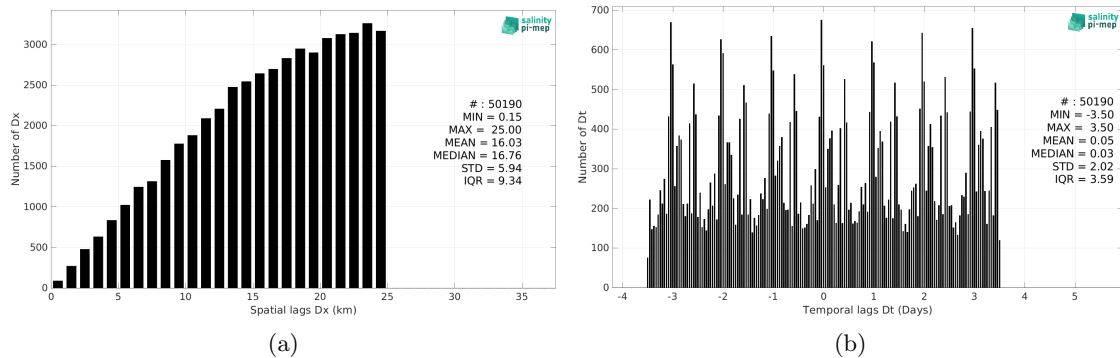 salinity
pi-mep
3000
2500
2000
1500
1000
500
0
Number of Dx
# : 50190
MIN = 0.15
MAX = 25.00
MEAN = 16.03
MEDIAN = 16.76
STD = 5.94
IQR = 9.34
0 5 10 15 20 25 30 35
Spatial lags Dx (km)
(a)
salinity
pi-mep
700
600
500
400
300
200
100
0
Number of Dt
# : 50190
MIN = -3.50
MAX = 3.50
MEAN = 0.05
MEDIAN = 0.03
STD = 2.02
IQR = 3.59
-4 -3 -2 -1 0 1 2 3 4 5
Temporal lags Dt (Days)
(b)